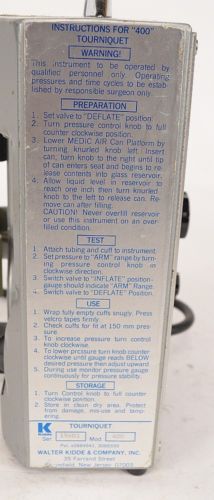 INSTRUCTIONS FOR "400"
TOURNIQUET
WARNING!
This instrument to be operated by
qualified personnel only. Operating
pressures and time cycles to be estab
lished by responsible surgeon only.
PREPARATION
1. Set valve to "DEFLATE" position.
2. Turn pressure control knob to full
counter clockwise position.
3. Lower MEDIC AIR Can Platform by
turning knurled knob left. Insert
can, turn knob to the right until tip
of can enters seat and begins to re-
lease contents into glass reservoir.
4. Allow liquid level in reservoir to
reach one inch then turn knurled
knob to the left to release can. Re-
move can after filling.
CAUTION! Never overfill reservoir
or use this instrument on an over
filled condition.
TEST
1. Attach tubing and cuff to instrument.
2. Set pressure to "ARM" range by turn-
ing pressure control knob in
clockwise direction.
3. Switch valve to "INFLATE" position-
gauge should indicate "ARM" Range.
4. Switch valve to "DEFLATE" Position.
USE
1. Wrap fully empty cuffs snugly. Press
velcro tapes firmly.
2. Check cuffs for fit at 150 mm pres-
sure.
3. To increase pressure turn control
knob clockwise.
4. To lower pressure turn knob counter
clockwise until gauge reads BELOW
desired pressure then adjust upward
5. During use monitor pressure gauge
continuously for pressure stability.
STORAGE
1. Turn Control knob to full counter
clockwise position.
2. Store in clean dry area. Protect
from damage, mis-use and tamp-
ering.
K
Kidde
TOURNIQUET
Ser Mod 400
WALTER KIDDE & COMPANY, INC.
35 Farrand Street
New Jersey 07003